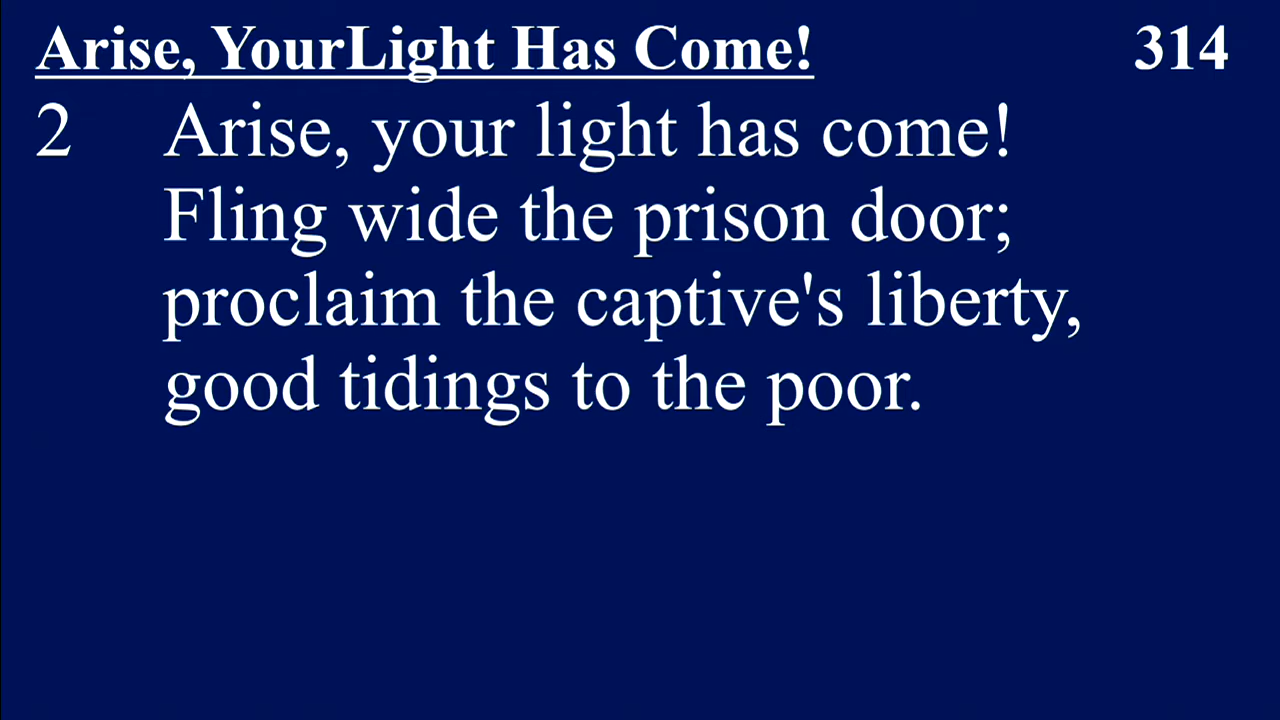 Arise, YourLight Has Come! 314
2 Arise, your light has come!
Fling wide the prison door;
proclaim the captive's liberty,
good tidings to the poor.